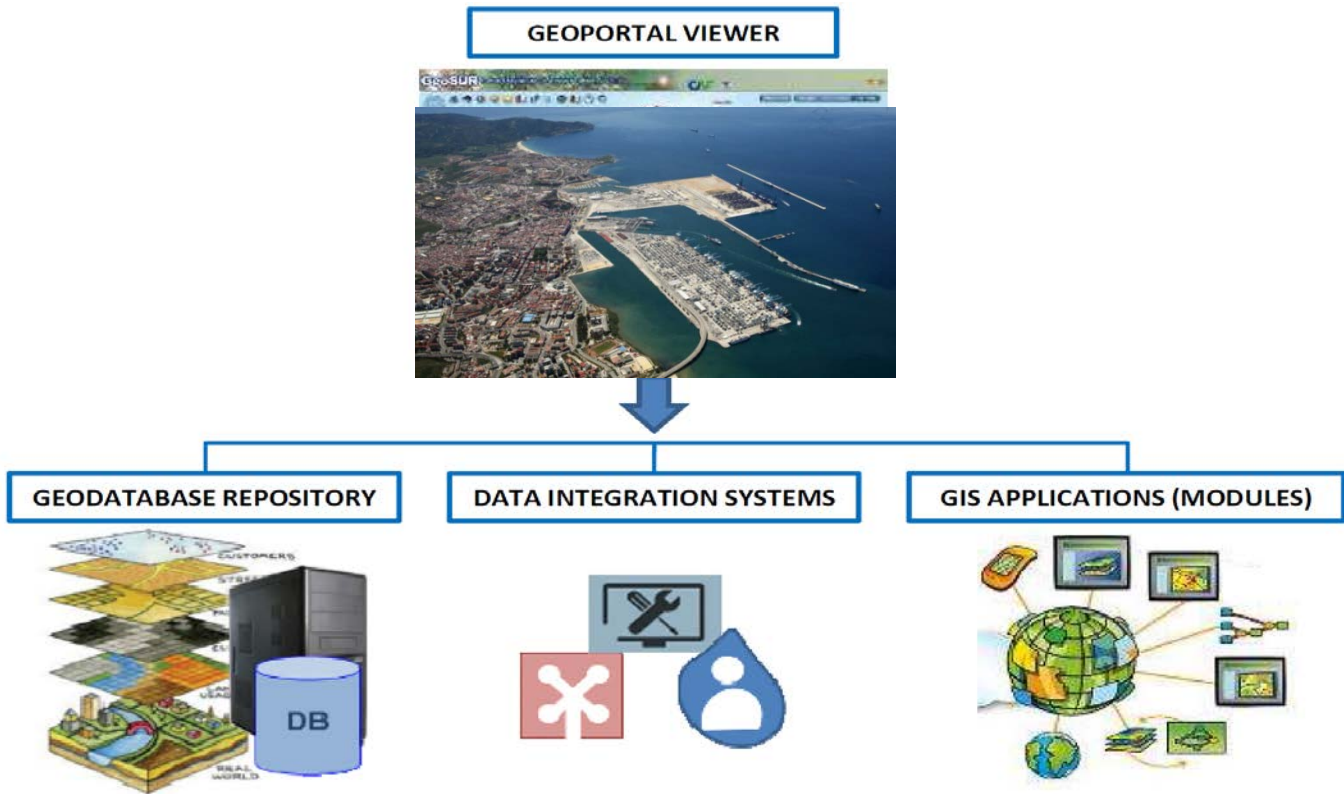 GEOPORTAL VIEWER
GeoSUR
GEODATABASE REPOSITORY
DATA INTEGRATION SYSTEMS
GIS APPLICATIONS (MODULES)
CUSTOMERS
DB
REAL
WORLD